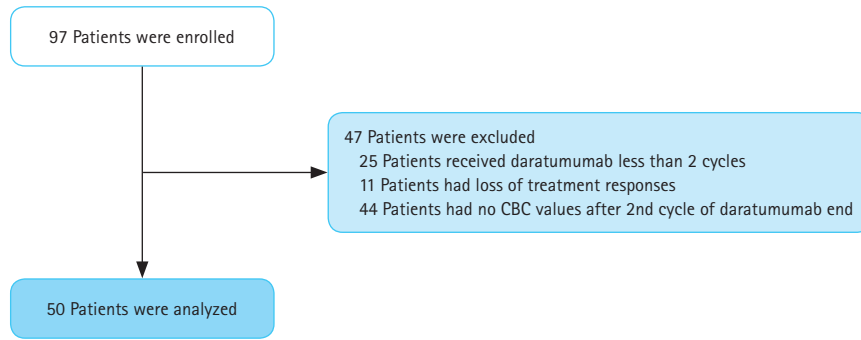 97 Patients were enrolled
47 Patients were excluded
25 Patients received daratumumab less than 2 cycles
11 Patients had loss of treatment responses
44 Patients had no CBC values after 2nd cycle of daratumumab end
50 Patients were analyzed